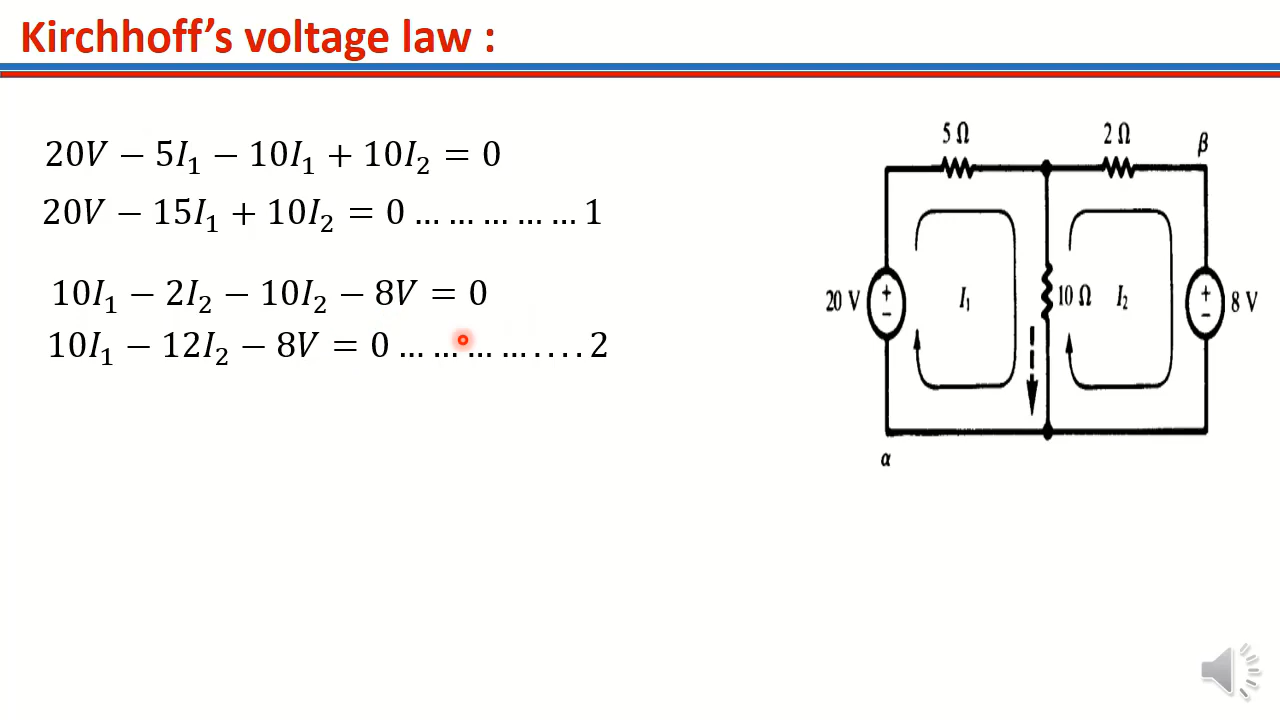 Kirchhoff’s voltage law :
20V − 5I₁ − 10I₁ + 10I₂ = 0
20V − 15I₁ + 10I₂ = 0 … … … … … 1
10I₁ − 2I₂ − 10I₂ − 8V = 0
10I₁ − 12I₂ − 8V = 0 … … … … . . . . 2
5 Ω
2 Ω
β
20 V
+
−
I₁
10 Ω
I₂
+
−
8 V
α